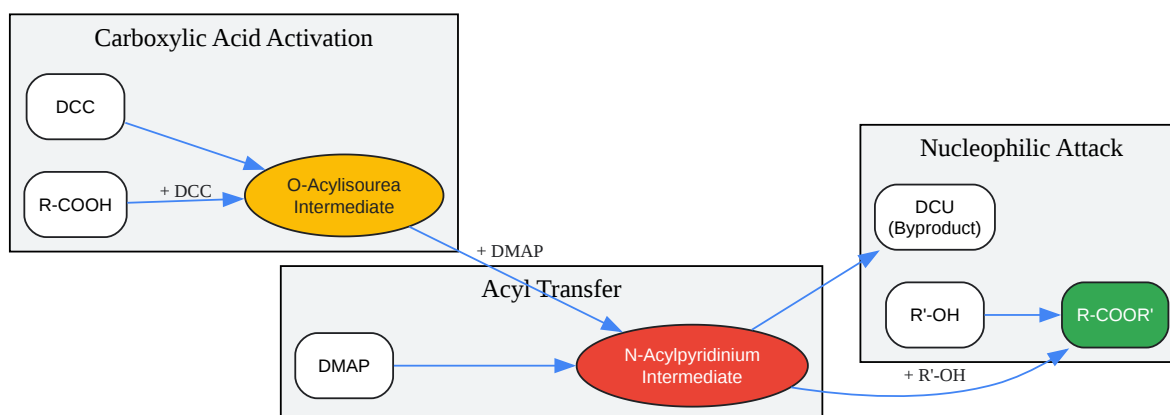 Carboxylic Acid Activation
DCC
R-COOH
+ DCC
O-Acylisourea
Intermediate
+ DMAP
Acyl Transfer
DMAP
N-Acylpyridinium
Intermediate
Nucleophilic Attack
DCU
(Byproduct)
R'-OH
R-COOR'
+ R'-OH